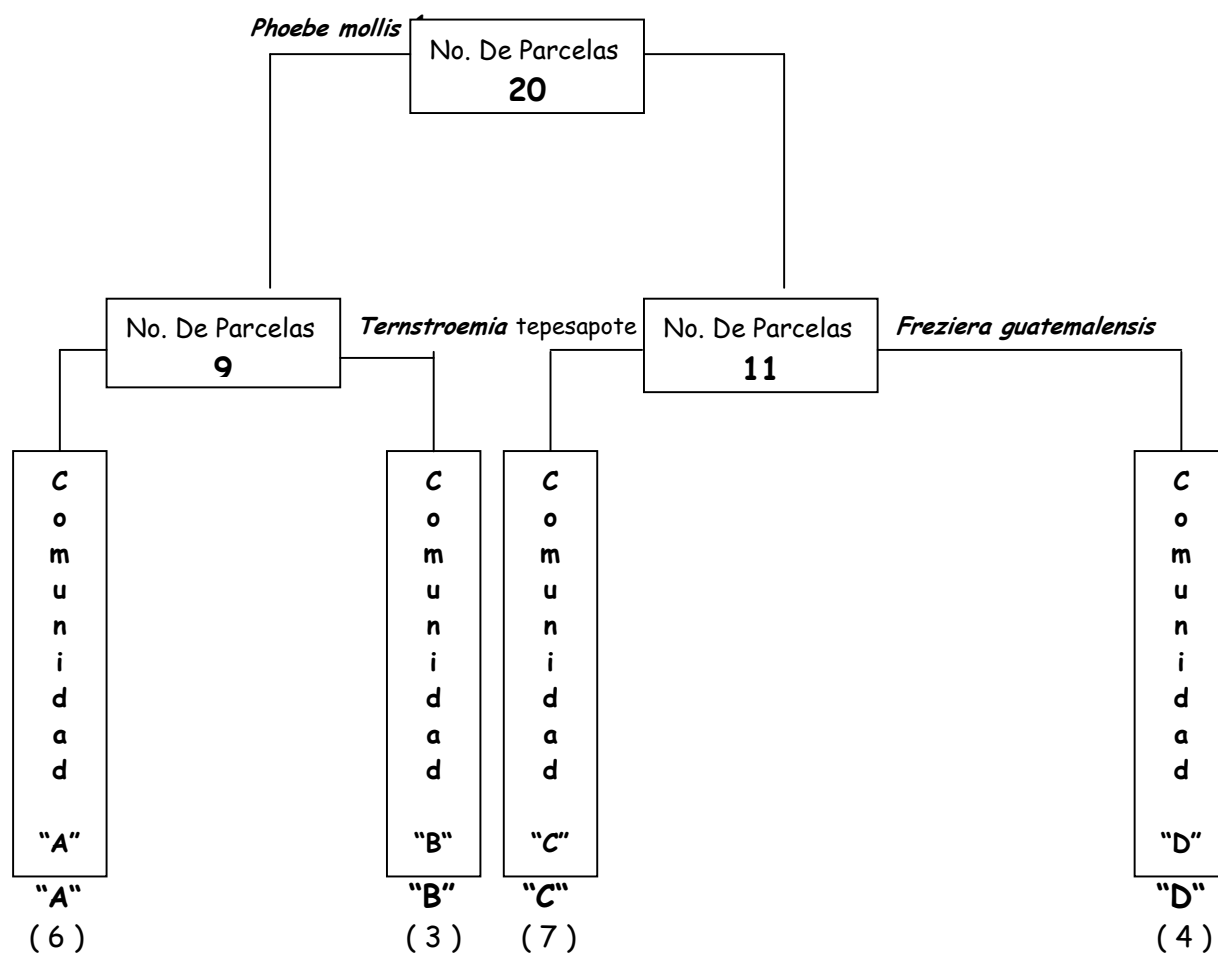 Phoebe mollis
No. De Parcelas
20
No. De Parcelas
9
Ternstroemia tepesapote
No. De Parcelas
11
Freziera guatemalensis
C
o
m
u
n
i
d
a
d
"A"
"A"
( 6 )
C
o
m
u
n
i
d
a
d
"B"
"B"
( 3 )
C
o
m
u
n
i
d
a
d
"C"
"C"
( 7 )
C
o
m
u
n
i
d
a
d
"D"
"D"
( 4 )